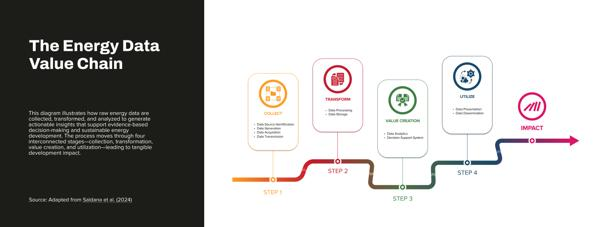 The Energy Data
Value Chain
This diagram illustrates how raw energy data are
collected, transformed, and analyzed to generate
actionable insights that support evidence-based
decision-making and sustainable energy
development. The process moves through four
interconnected stages—collection, transformation,
value creation, and utilization—leading to tangible
development impact.
Source: Adapted from Saldana et al. (2024)
COLLECT
• Data Source Identification
• Data Generation
• Data Acquisition
• Data Transmission
STEP 1
TRANSFORM
• Data Processing
• Data Storage
STEP 2
VALUE CREATION
• Data Analytics
• Decision Support System
STEP 3
UTILIZE
• Data Presentation
• Data Dissemination
STEP 4
IMPACT